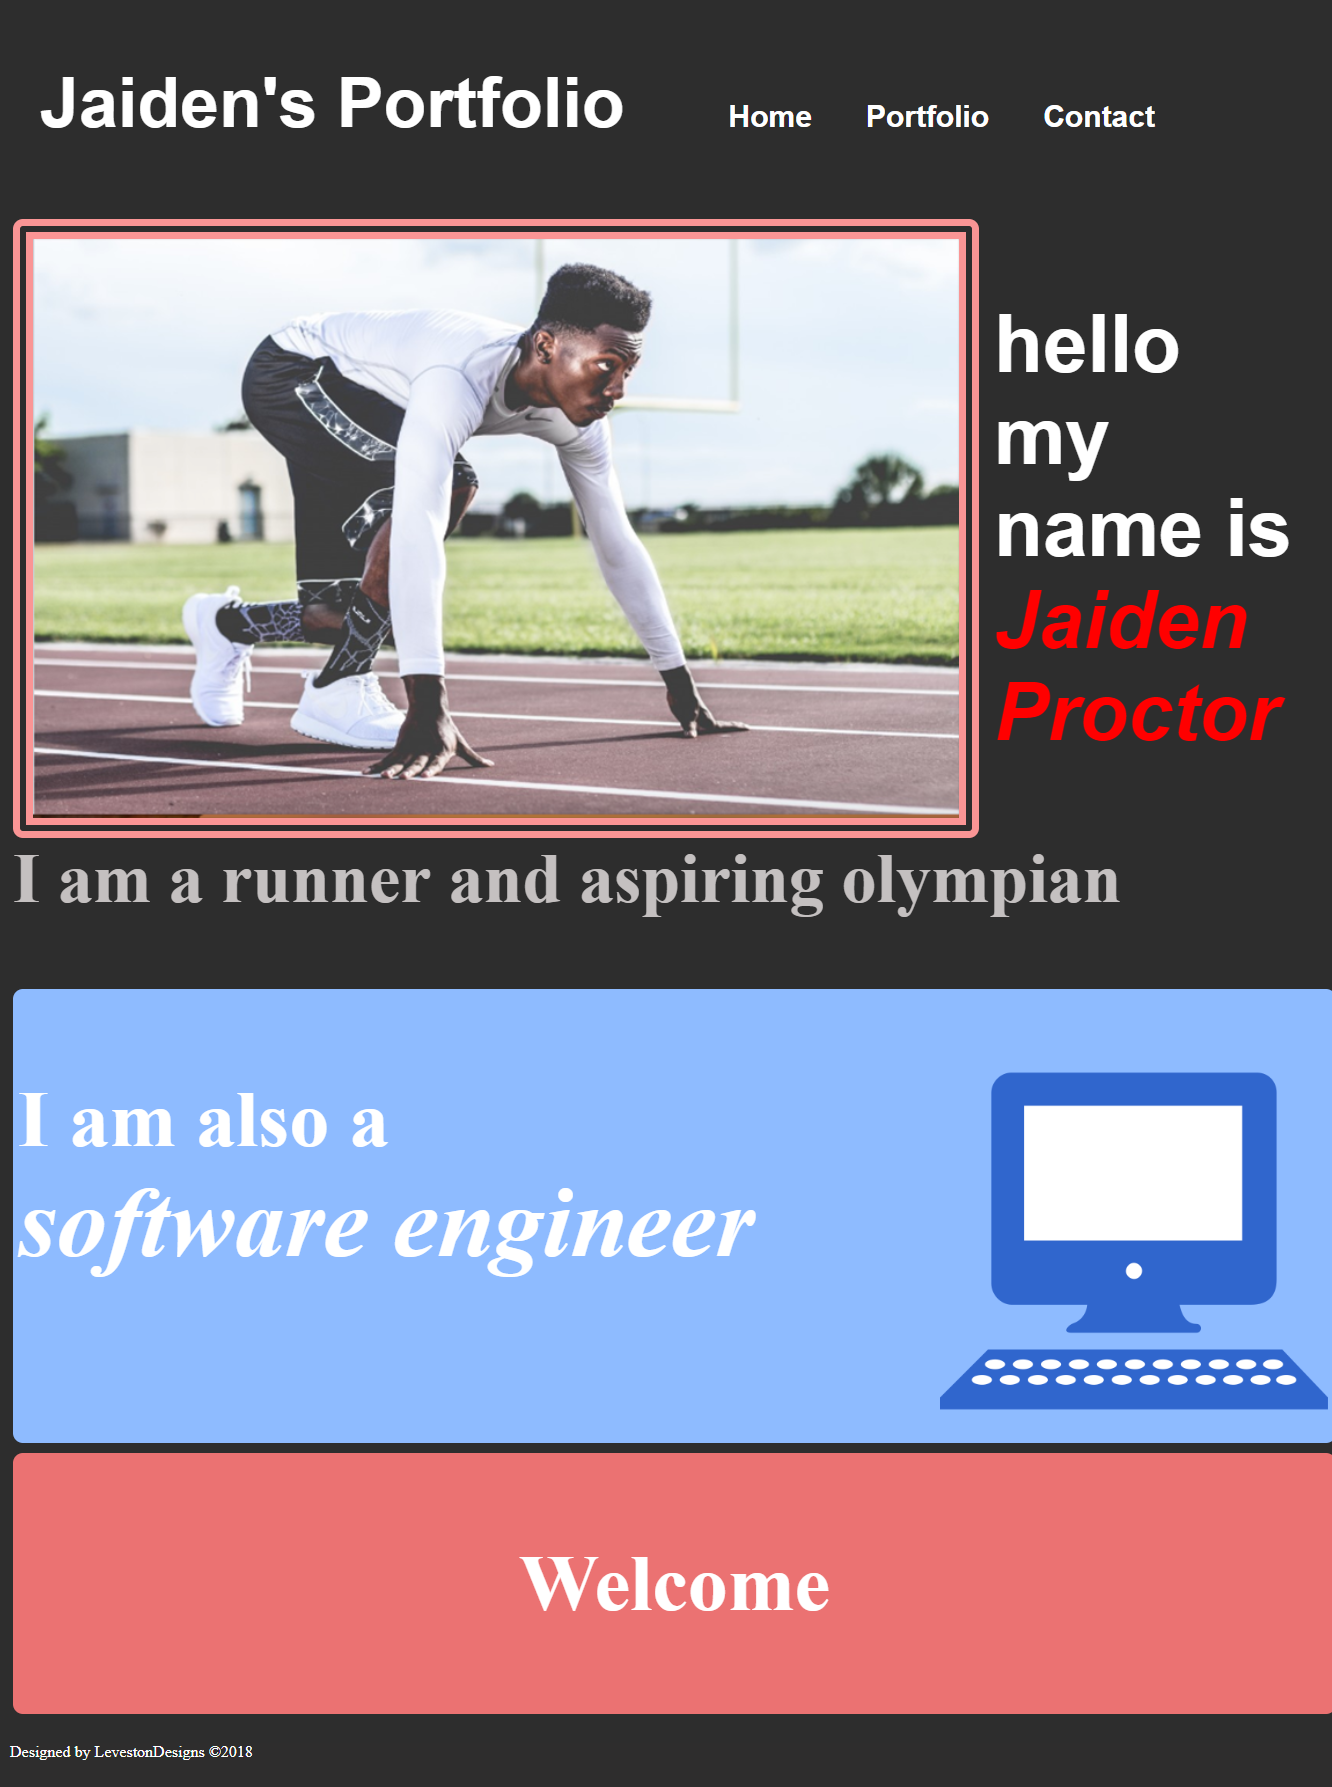 Jaiden's Portfolio
Home Portfolio Contact
hello
my
name is
Jaiden
Proctor
I am a runner and aspiring olympian
I am also a
software engineer
Welcome
Designed by LevestonDesigns ©2018